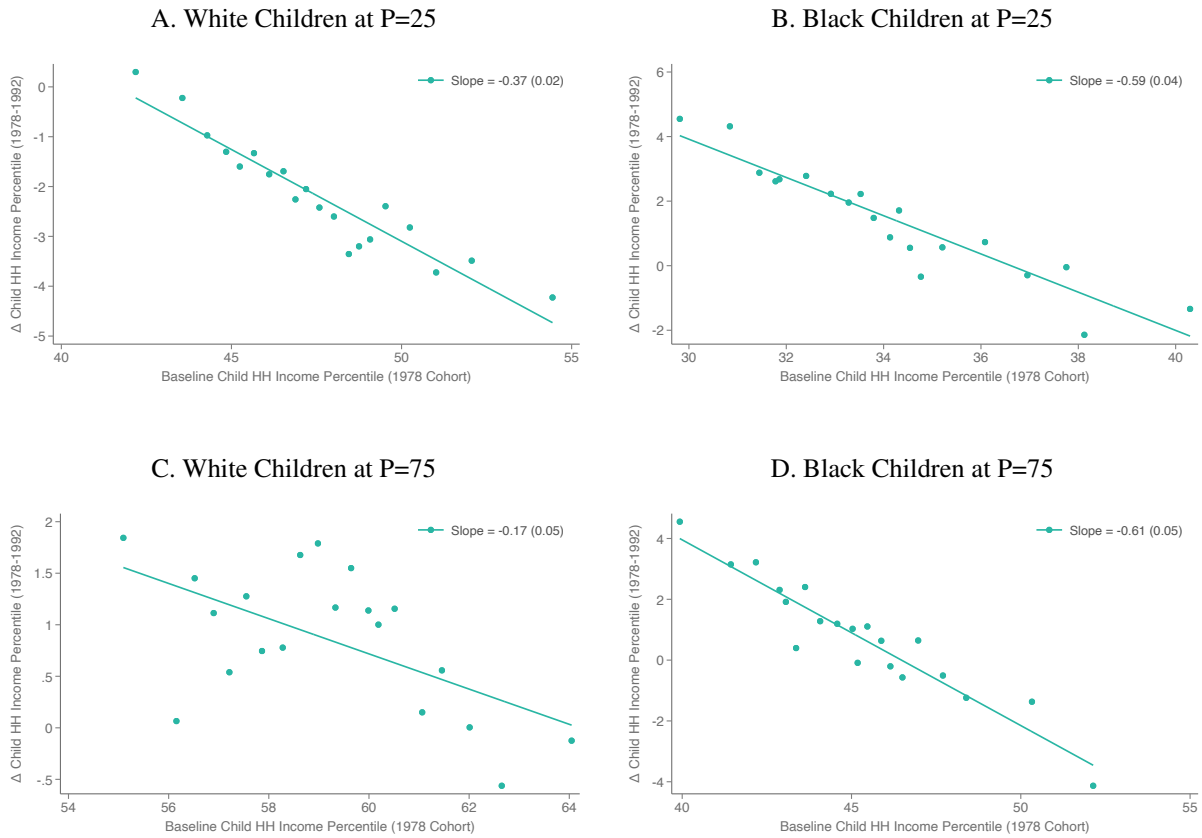 A. White Children at P=25
Slope = -0.37 (0.02)
Δ Child HH Income Percentile (1978-1992)
0
-1
-2
-3
-4
-5
40 45 50 55
Baseline Child HH Income Percentile (1978 Cohort)
B. Black Children at P=25
Slope = -0.59 (0.04)
Δ Child HH Income Percentile (1978-1992)
6
4
2
0
-2
30 32 34 36 38 40
Baseline Child HH Income Percentile (1978 Cohort)
C. White Children at P=75
Slope = -0.17 (0.05)
Δ Child HH Income Percentile (1978-1992)
2
1.5
1
.5
0
-.5
54 56 58 60 62 64
Baseline Child HH Income Percentile (1978 Cohort)
D. Black Children at P=75
Slope = -0.61 (0.05)
Δ Child HH Income Percentile (1978-1992)
4
2
0
-2
-4
40 45 50 55
Baseline Child HH Income Percentile (1978 Cohort)